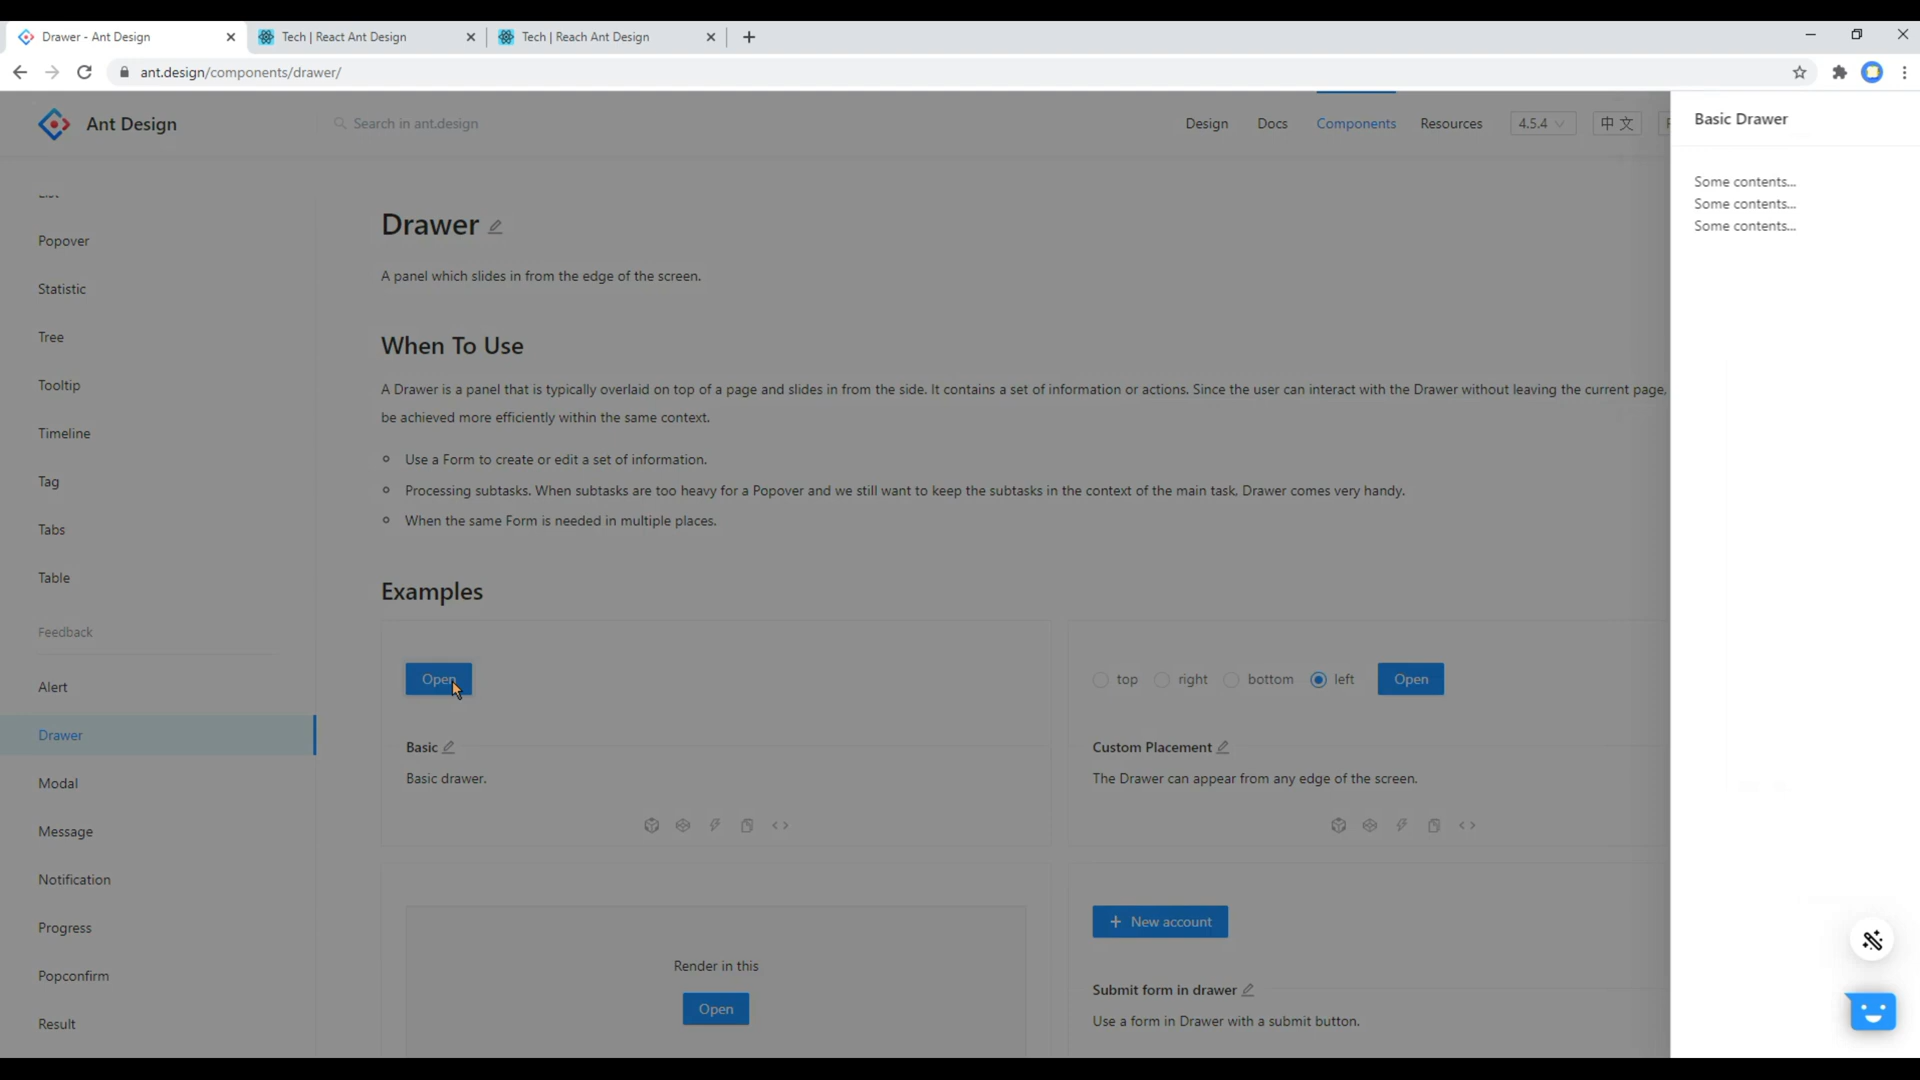 Drawer - Ant Design
Tech | React Ant Design
Tech | Reach Ant Design
ant.design/components/drawer/
Ant Design
Search in ant.design
Design
Docs
Components
Resources
4.5.4
中 文
Basic Drawer
Some contents...
Some contents...
Some contents...
Popover
Statistic
Tree
Tooltip
Timeline
Tag
Tabs
Table
Feedback
Alert
Drawer
Modal
Message
Notification
Progress
Popconfirm
Result
Drawer
A panel which slides in from the edge of the screen.
When To Use
A Drawer is a panel that is typically overlaid on top of a page and slides in from the side. It contains a set of information or actions. Since the user can interact with the Drawer without leaving the current page,
be achieved more efficiently within the same context.
Use a Form to create or edit a set of information.
Processing subtasks. When subtasks are too heavy for a Popover and we still want to keep the subtasks in the context of the main task, Drawer comes very handy.
When the same Form is needed in multiple places.
Examples
Open
Basic
Basic drawer.
top
right
bottom
left
Open
Custom Placement
The Drawer can appear from any edge of the screen.
Render in this
Open
+ New account
Submit form in drawer
Use a form in Drawer with a submit button.